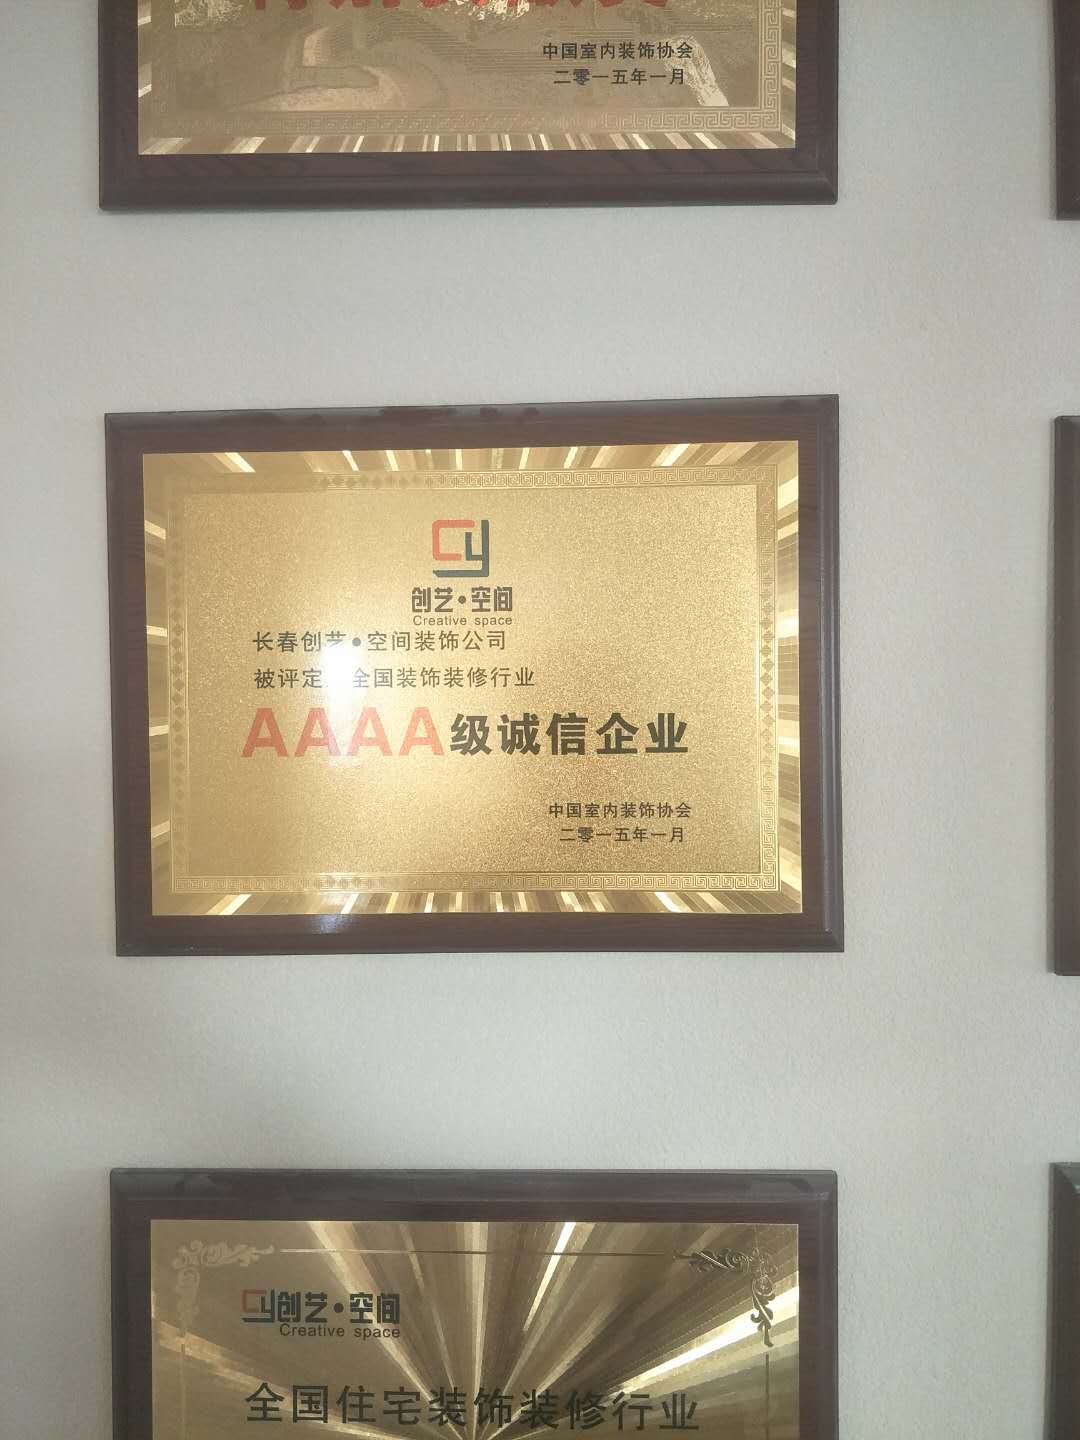 中国室内装饰协会
二零一五年一月
创艺·空间
Creative space
长春创艺·空间装饰公司
被评定 全国装饰装修行业
AAAA级诚信企业
中国室内装饰协会
二零一五年一月
cy创艺·空间
Creative space
全国住宅装饰装修行业